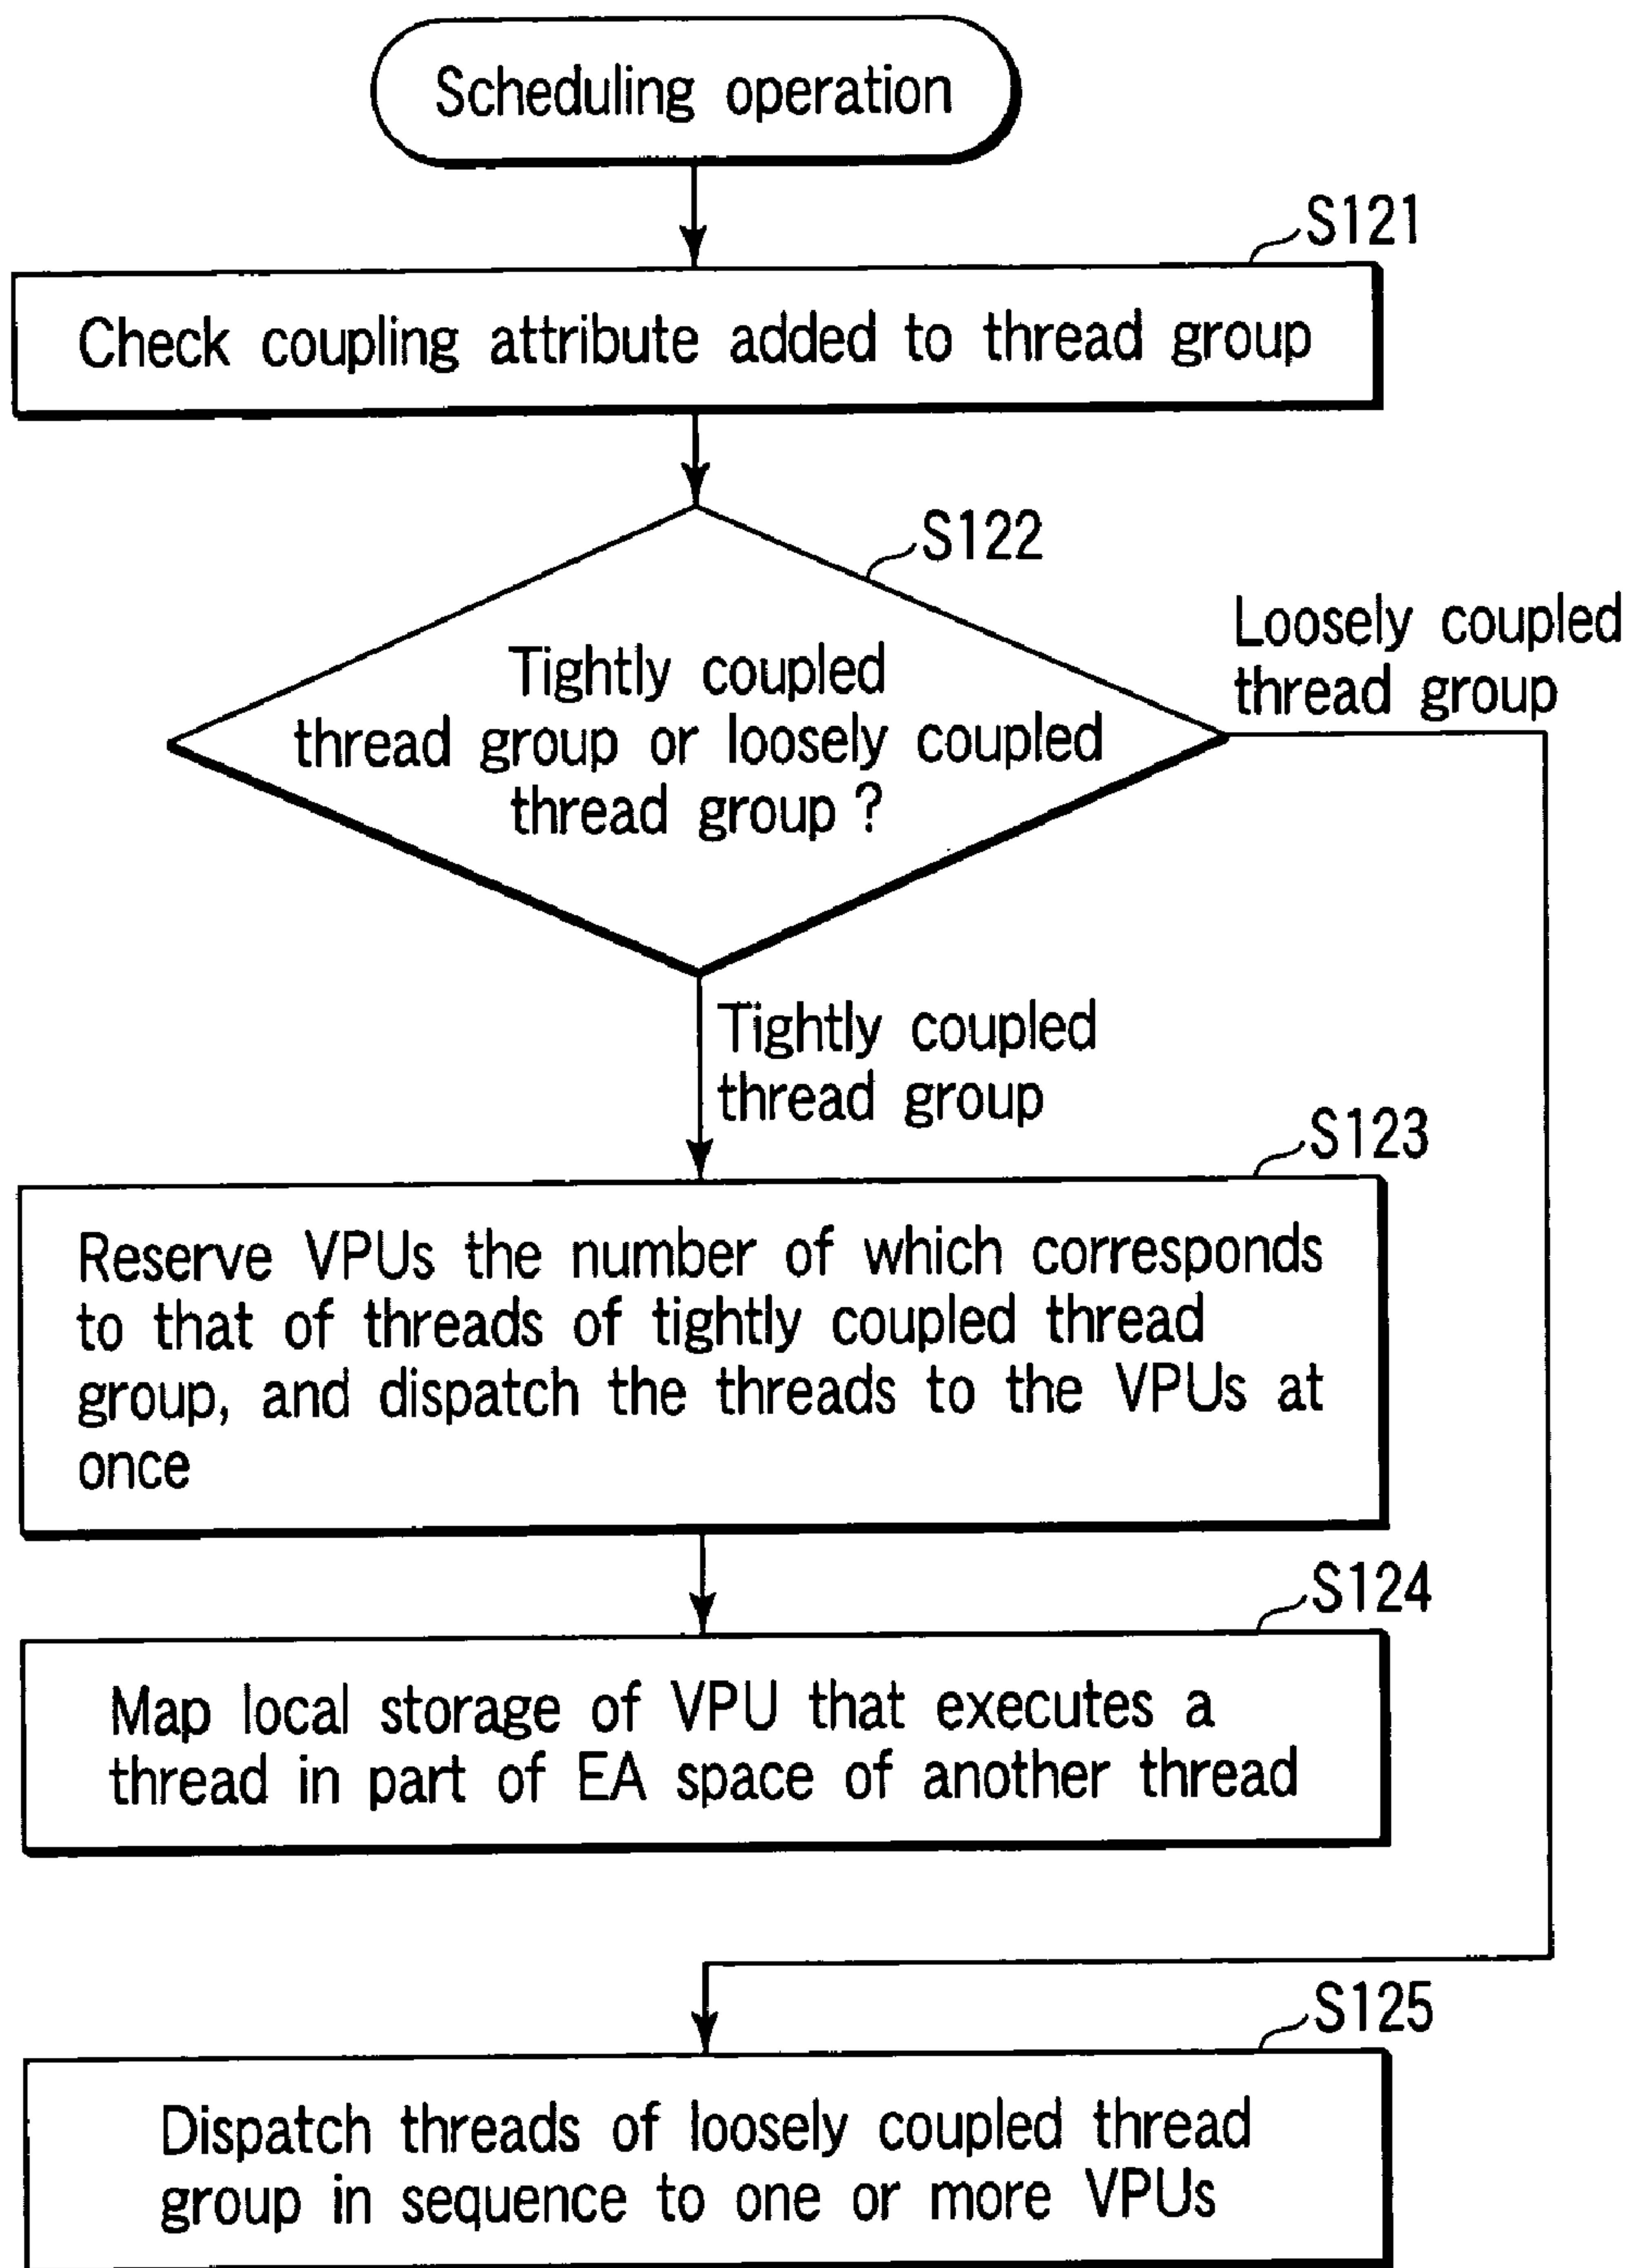 Scheduling operation
S121
Check coupling attribute added to thread group
S122
Tightly coupled
thread group or loosely coupled
thread group ?
Loosely coupled
thread group
Tightly coupled
thread group
S123
Reserve VPUs the number of which corresponds
to that of threads of tightly coupled thread
group, and dispatch the threads to the VPUs at
once
S124
Map local storage of VPU that executes a
thread in part of EA space of another thread
S125
Dispatch threads of loosely coupled thread
group in sequence to one or more VPUs